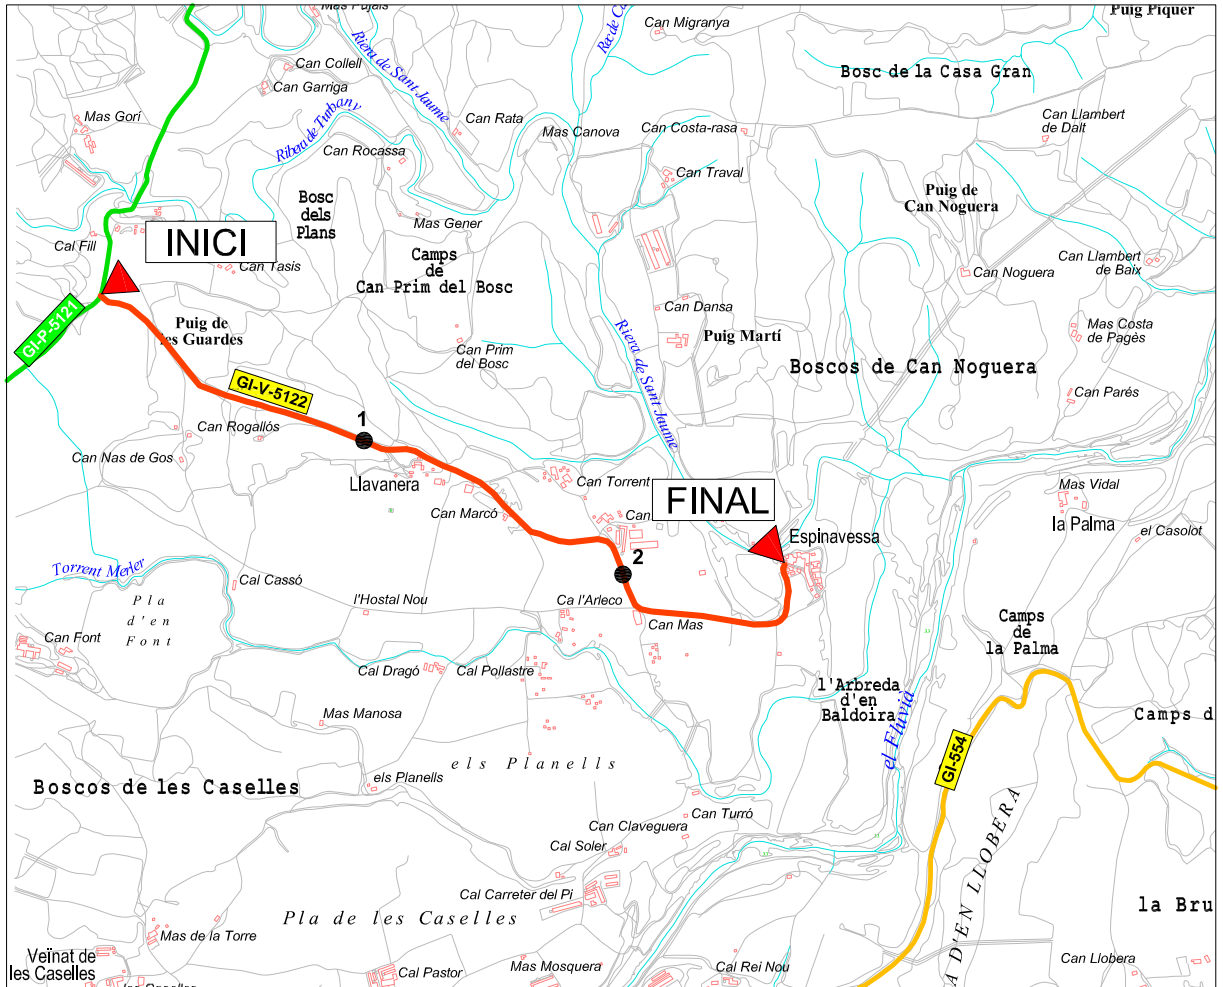 Mas Pujals
Can Migranya
Puig Piquer
Riera de Sant Jaume
Can Collell
Can Garriga
Bosc de la Casa Gran
Mas Gorí
Ribera de Tutbany
Can Rata
Mas Canova
Can Costa-rasa
Can Llambert
de Dalt
Can Rocassa
Can Traval
Puig de
Can Noguera
Bosc
dels
Plans
Mas Gener
Cal Fill
INICI
Can Tasis
Camps
de
Can Prim del Bosc
Can Noguera
Can Llambert
de Baix
Can Dansa
GI-P-5121
Puig de
les Guardes
Riera de Sant Jaume
Puig Martí
Mas Costa
de Pagès
Can Prim
del Bosc
Boscos de Can Noguera
GI-V-5122
Can Parés
1
Can Rogallós
Can Nas de Gos
Llavanera
Can Torrent
Mas Vidal
FINAL
Can Marcó
Can
la Palma
el Casolot
Espinavessa
2
Torrent Merler
Cal Cassó
Pla
d'en
Font
l'Hostal Nou
Ca l'Arleco
Can Mas
Camps
de
la Palma
Can Font
Cal Dragó
Cal Pollastre
l'Arbreda
d'en
Baldoira
Mas Manosa
el Fluvià
Camps d
GI-554
els Planells
els Planells
Boscos de les Caselles
Can Turró
Can Claveguera
Cal Soler
A D'EN LLOBERA
Cal Carreter del Pi
Pla de les Caselles
la Bru
Mas de la Torre
Veïnat de
les Caselles
Cal Pastor
Mas Mosquera
Cal Rei Nou
Can Llobera